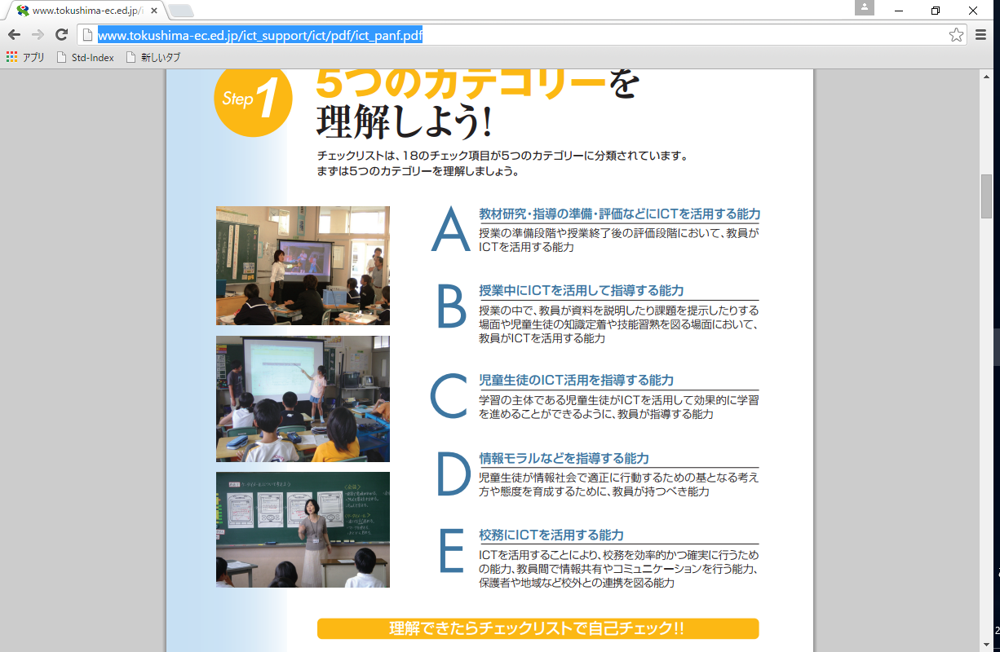 www.tokushima-ec.ed.jp/i
www.tokushima-ec.ed.jp/ict_support/ict/pdf/ict_panf.pdf
アプリ
Std-Index
新しいタブ
Step1
5つのカテゴリーを
理解しよう!
チェックリストは、18のチェック項目が5つのカテゴリーに分類されています。
まずは5つのカテゴリーを理解しましょう。
A
教材研究・指導の準備・評価などにICTを活用する能力
授業の準備段階や授業終了後の評価段階において、教員が
ICTを活用する能力
B
授業中にICTを活用して指導する能力
授業の中で、教員が資料を説明したり課題を提示したりする
場面や児童生徒の知識定着や技能習熟を図る場面において、
教員がICTを活用する能力
C
児童生徒のICT活用を指導する能力
学習の主体である児童生徒がICTを活用して効果的に学習
を進めることができるように、教員が指導する能力
D
情報モラルなどを指導する能力
児童生徒が情報社会で適正に行動するための基となる考え
方や態度を育成するために、教員が持つべき能力
E
校務にICTを活用する能力
ICTを活用することにより、校務を効率的かつ確実に行うため
の能力、教員間で情報共有やコミュニケーションを行う能力、
保護者や地域など校外との連携を図る能力
理解できたらチェックリストで自己チェック!!